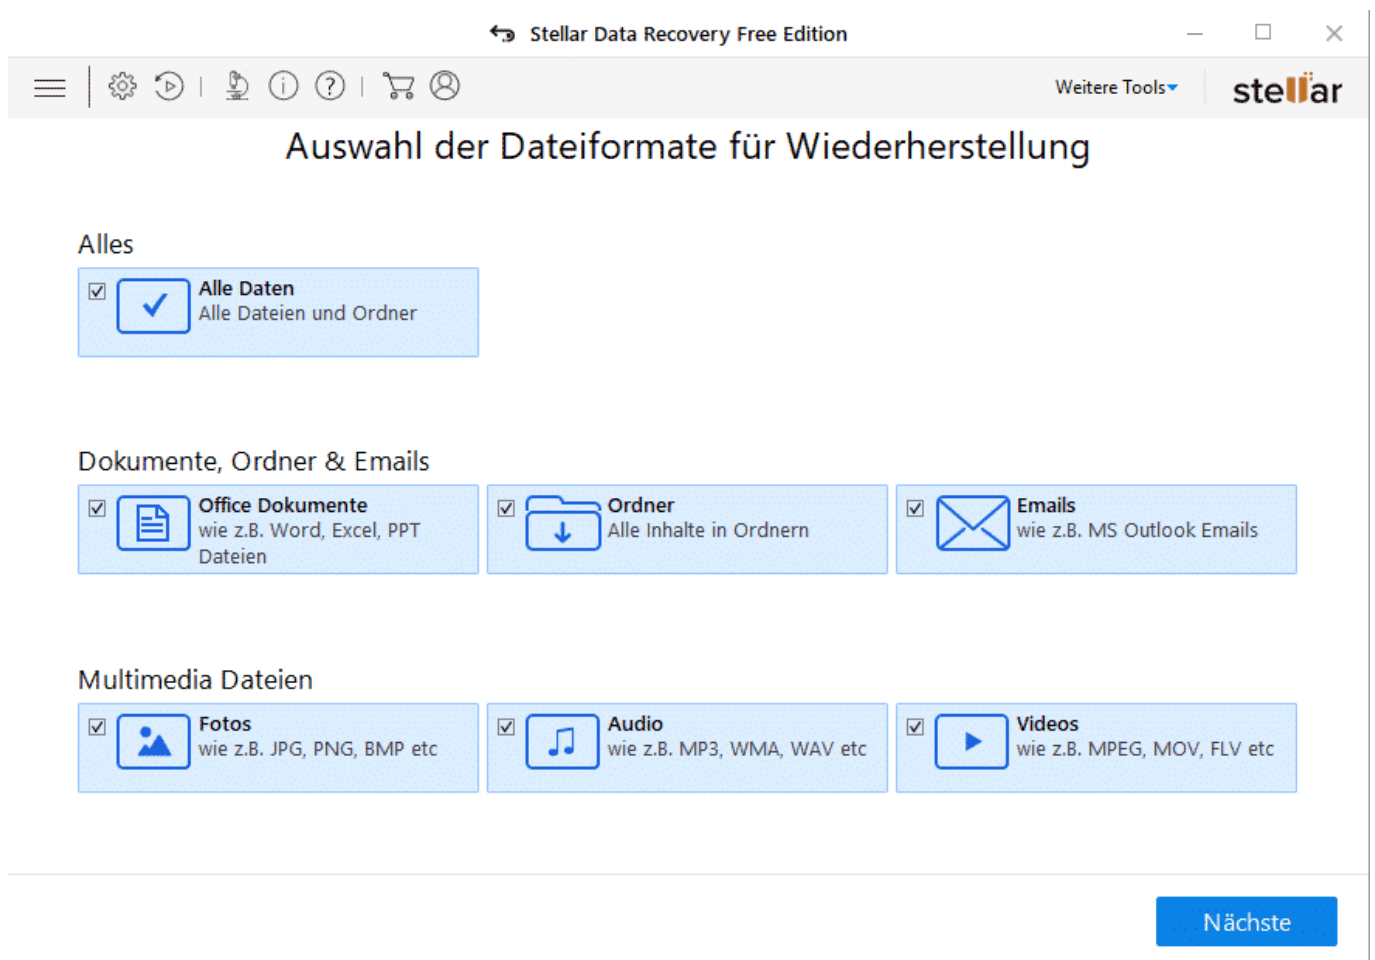 Stellar Data Recovery Free Edition
Weitere Tools
stellar
Auswahl der Dateiformate für Wiederherstellung
Alles
Alle Daten
Alle Dateien und Ordner
Dokumente, Ordner & Emails
Office Dokumente
wie z.B. Word, Excel, PPT
Dateien
Ordner
Alle Inhalte in Ordnern
Emails
wie z.B. MS Outlook Emails
Multimedia Dateien
Fotos
wie z.B. JPG, PNG, BMP etc
Audio
wie z.B. MP3, WMA, WAV etc
Videos
wie z.B. MPEG, MOV, FLV etc
Nächste